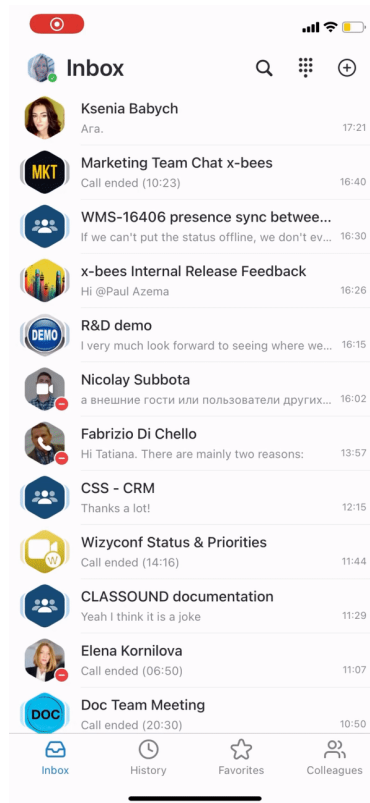 Inbox
Ksenia Babych
Ага.
17:21
MKT
Marketing Team Chat x-bees
Call ended (10:23)
16:40
WMS-16406 presence sync betwee...
If we can't put the status offline, we don't ev...
16:30
x-bees Internal Release Feedback
Hi @Paul Azema
16:26
DEMO
R&D demo
I very much look forward to seeing where we...
16:15
Nicolay Subbota
а внешние гости или пользователи других...
16:02
Fabrizio Di Chello
Hi Tatiana. There are mainly two reasons:
13:57
CSS - CRM
Thanks a lot!
12:15
W
Wizyconf Status & Priorities
Call ended (14:16)
11:44
CLASSOUND documentation
Yeah I think it is a joke
11:29
Elena Kornilova
Call ended (06:50)
11:07
DOC
Doc Team Meeting
Call ended (20:30)
10:50
Inbox
History
Favorites
Colleagues